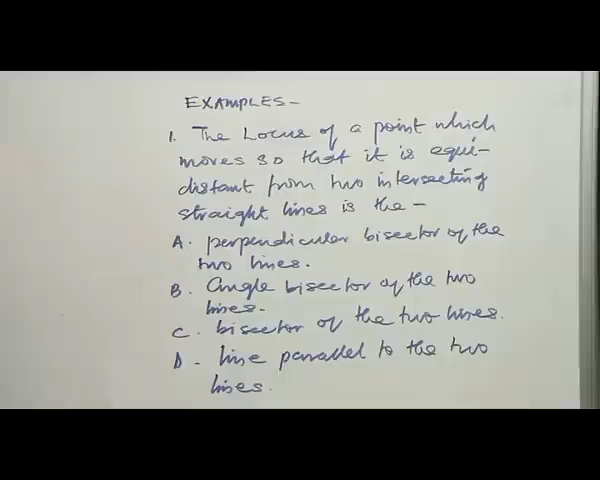 EXAMPLES -
1. The Locus of a point which
moves so that it is equi-
distant from two intersecting
straight lines is the -
A. perpendicular bisector of the
two lines.
B. Angle bisector of the two
lines.
C. bisector of the two lines.
D. line parallel to the two
lines.